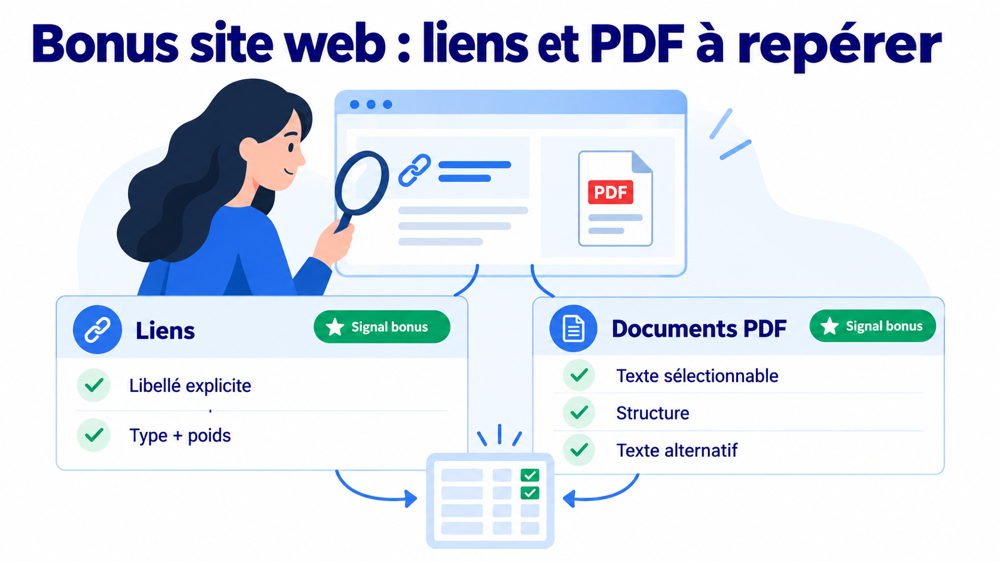 Bonus site web : liens et PDF à repérer
PDF
Liens
Signal bonus
Libellé explicite
Type + poids
Documents PDF
Signal bonus
Texte sélectionnable
Structure
Texte alternatif